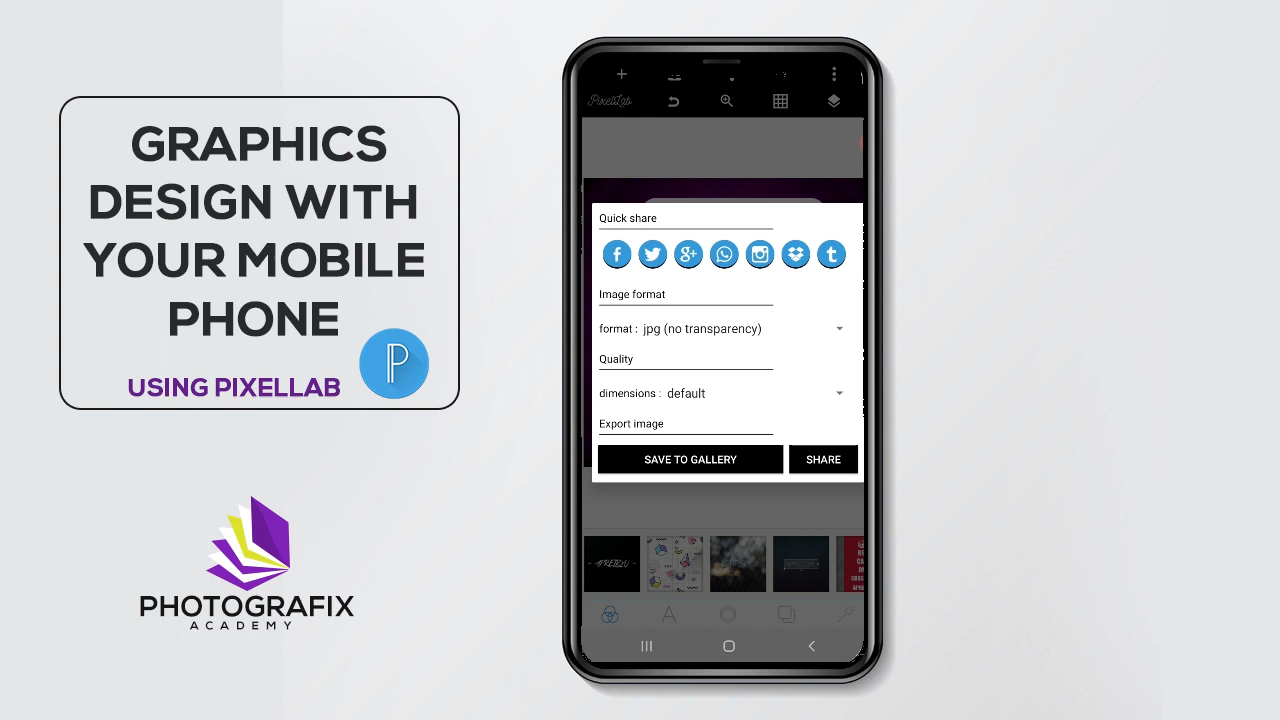 GRAPHICS
DESIGN WITH
YOUR MOBILE
PHONE
USING PIXELLAB
PHOTOGRAFIX
ACADEMY
PixelLab
Quick share
Image format
format : jpg (no transparency)
Quality
dimensions : default
Export image
SAVE TO GALLERY
SHARE